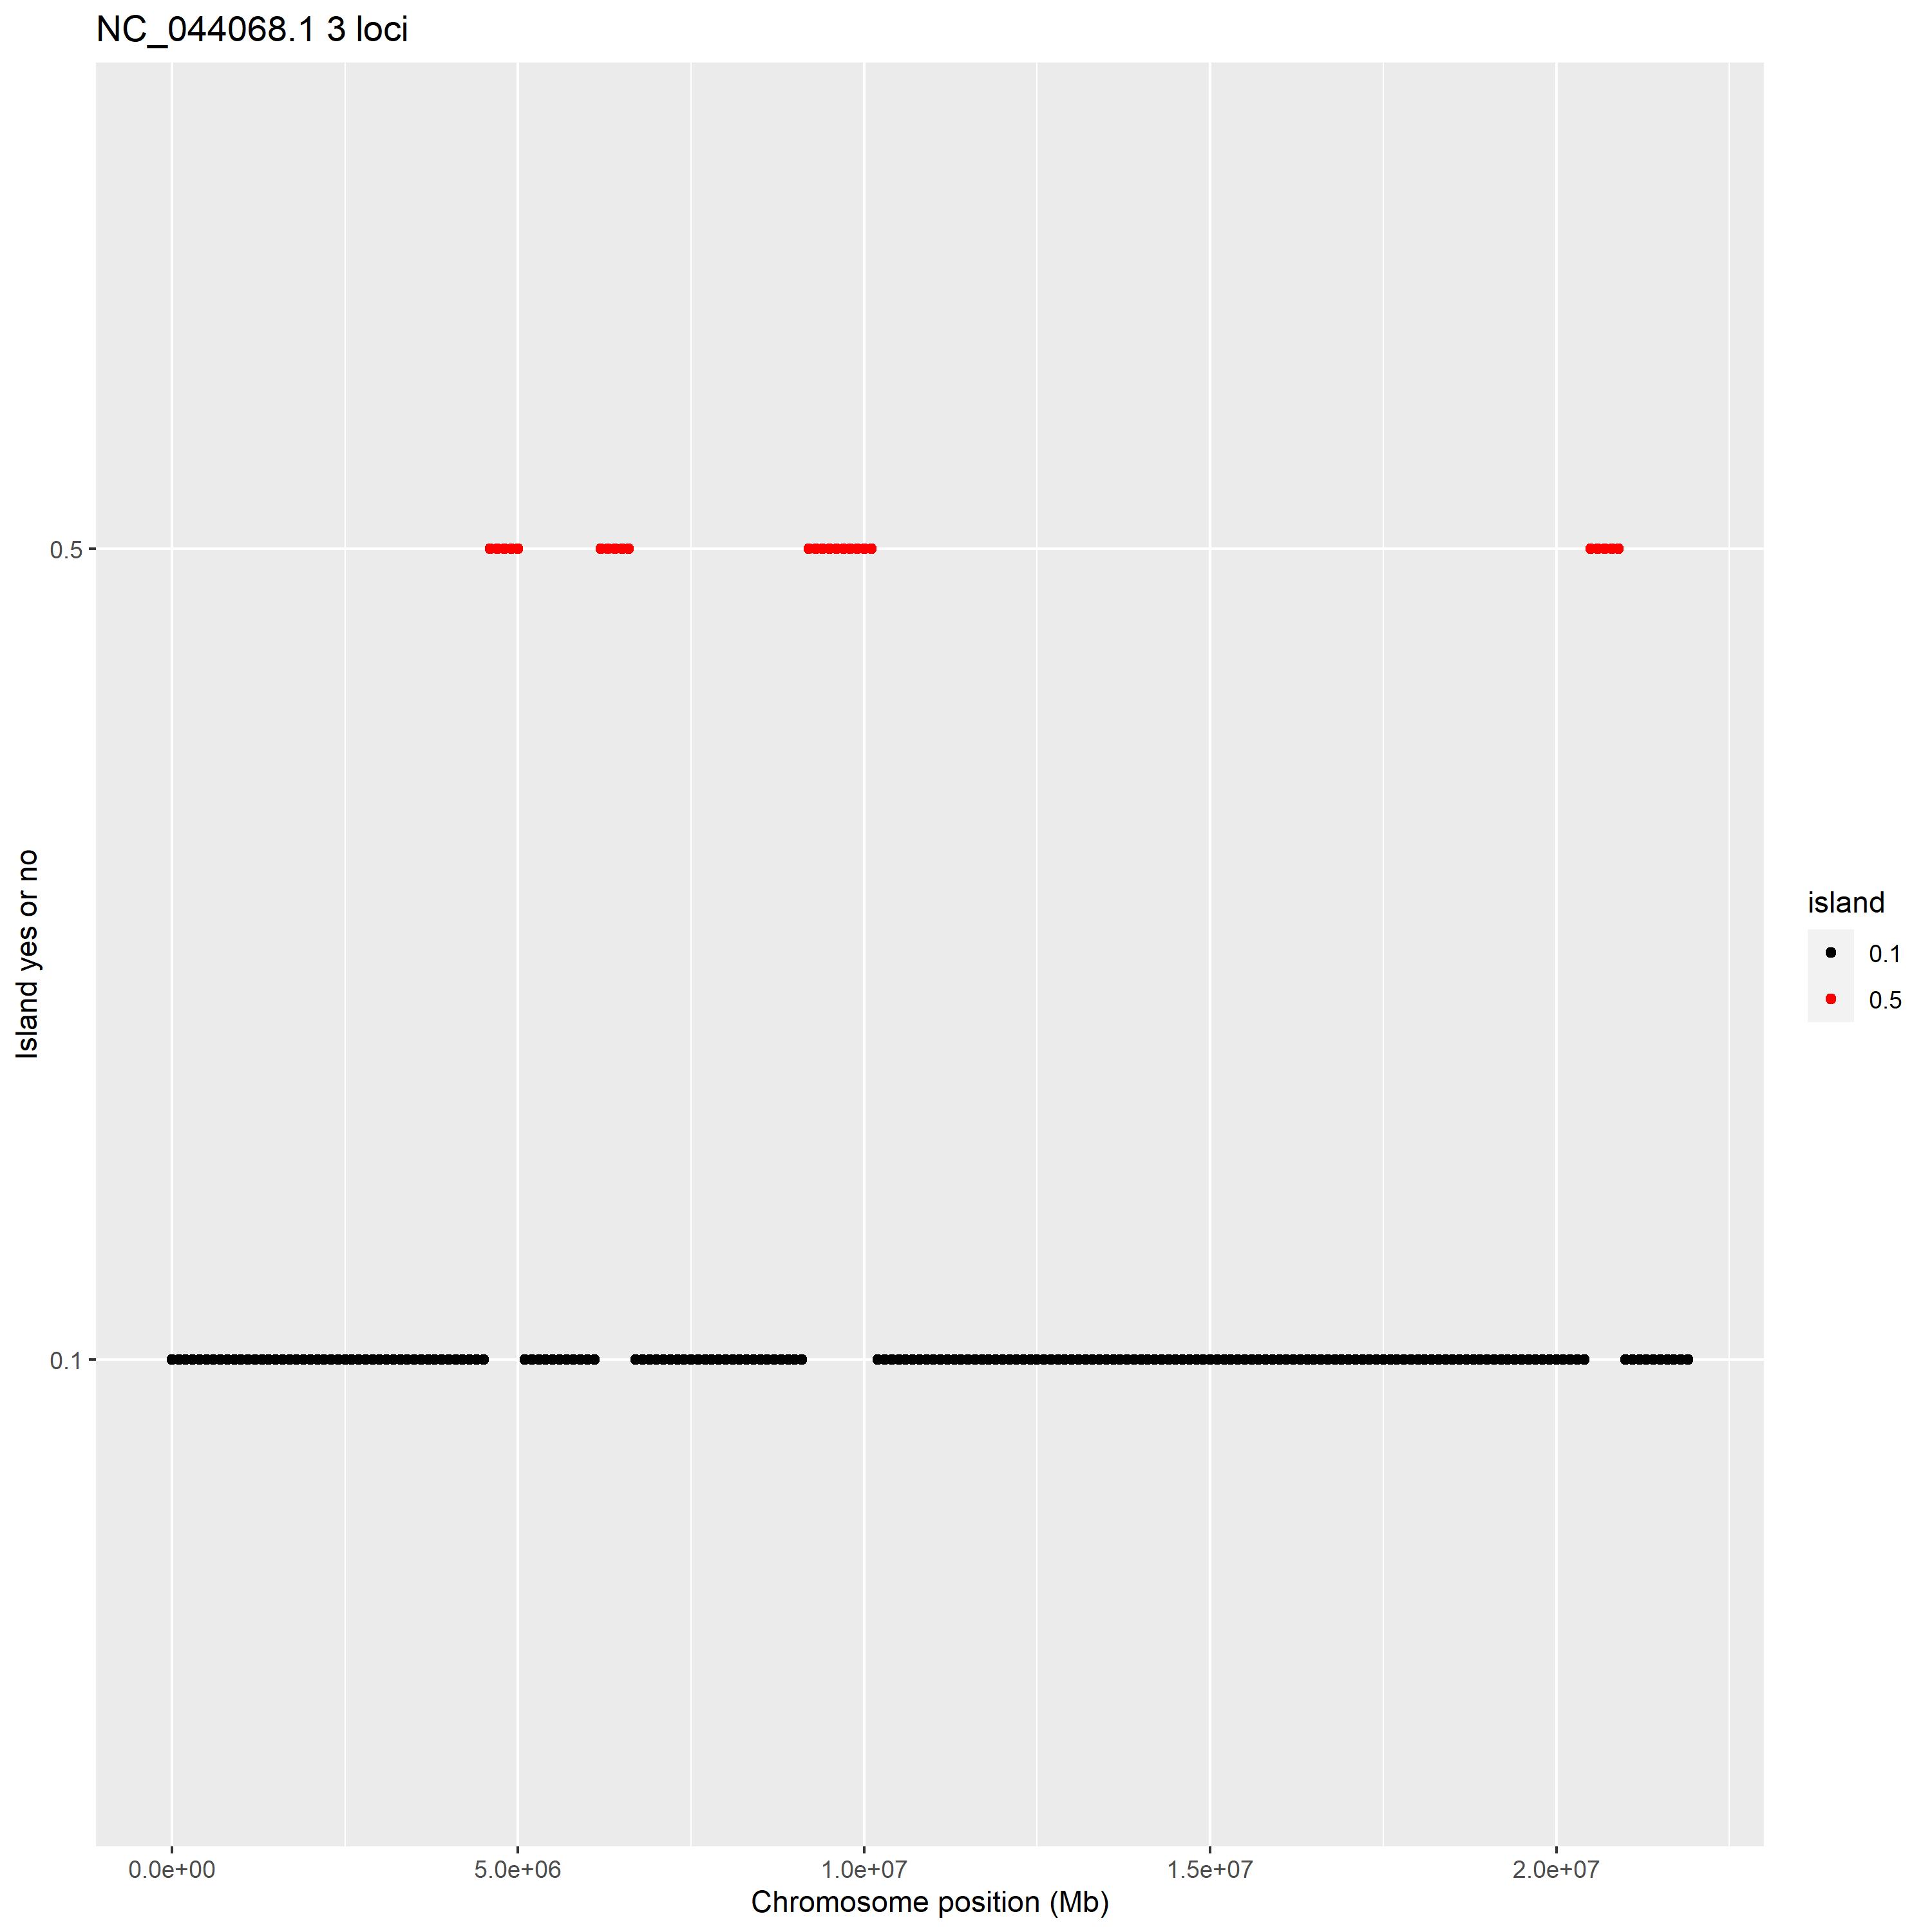 NC_044068.1 3 loci
Island yes or no
0.5
0.1
0.0e+00
5.0e+06
1.0e+07
1.5e+07
2.0e+07
Chromosome position (Mb)
island
0.1
0.5